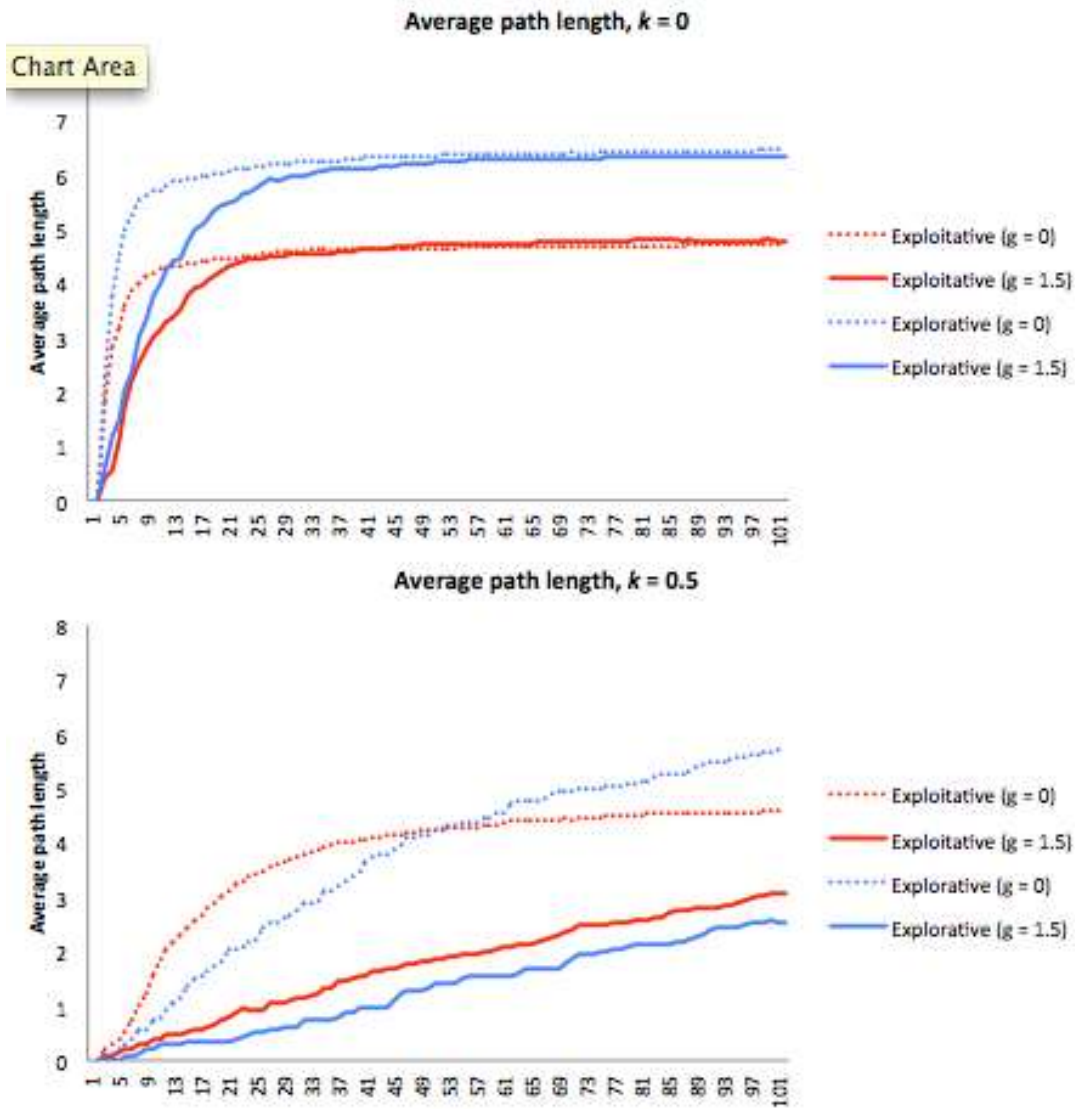 Average path length, k = 0
Chart Area
Average path length
7
6
5
4
3
2
1
0
1 5 9 13 17 21 25 29 33 37 41 45 49 53 57 61 65 69 73 77 81 85 89 93 97 101
Exploitative (g = 0)
Exploitative (g = 1.5)
Explorative (g = 0)
Explorative (g = 1.5)
Average path length, k = 0.5
Average path length
8
7
6
5
4
3
2
1
0
1 5 9 13 17 21 25 29 33 37 41 45 49 53 57 61 65 69 73 77 81 85 89 93 97 101
Exploitative (g = 0)
Exploitative (g = 1.5)
Explorative (g = 0)
Explorative (g = 1.5)